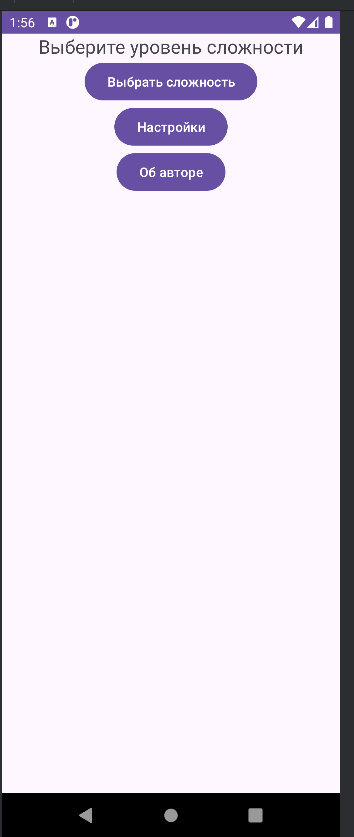 1:56
Выберите уровень сложности
Выбрать сложность
Настройки
Об авторе